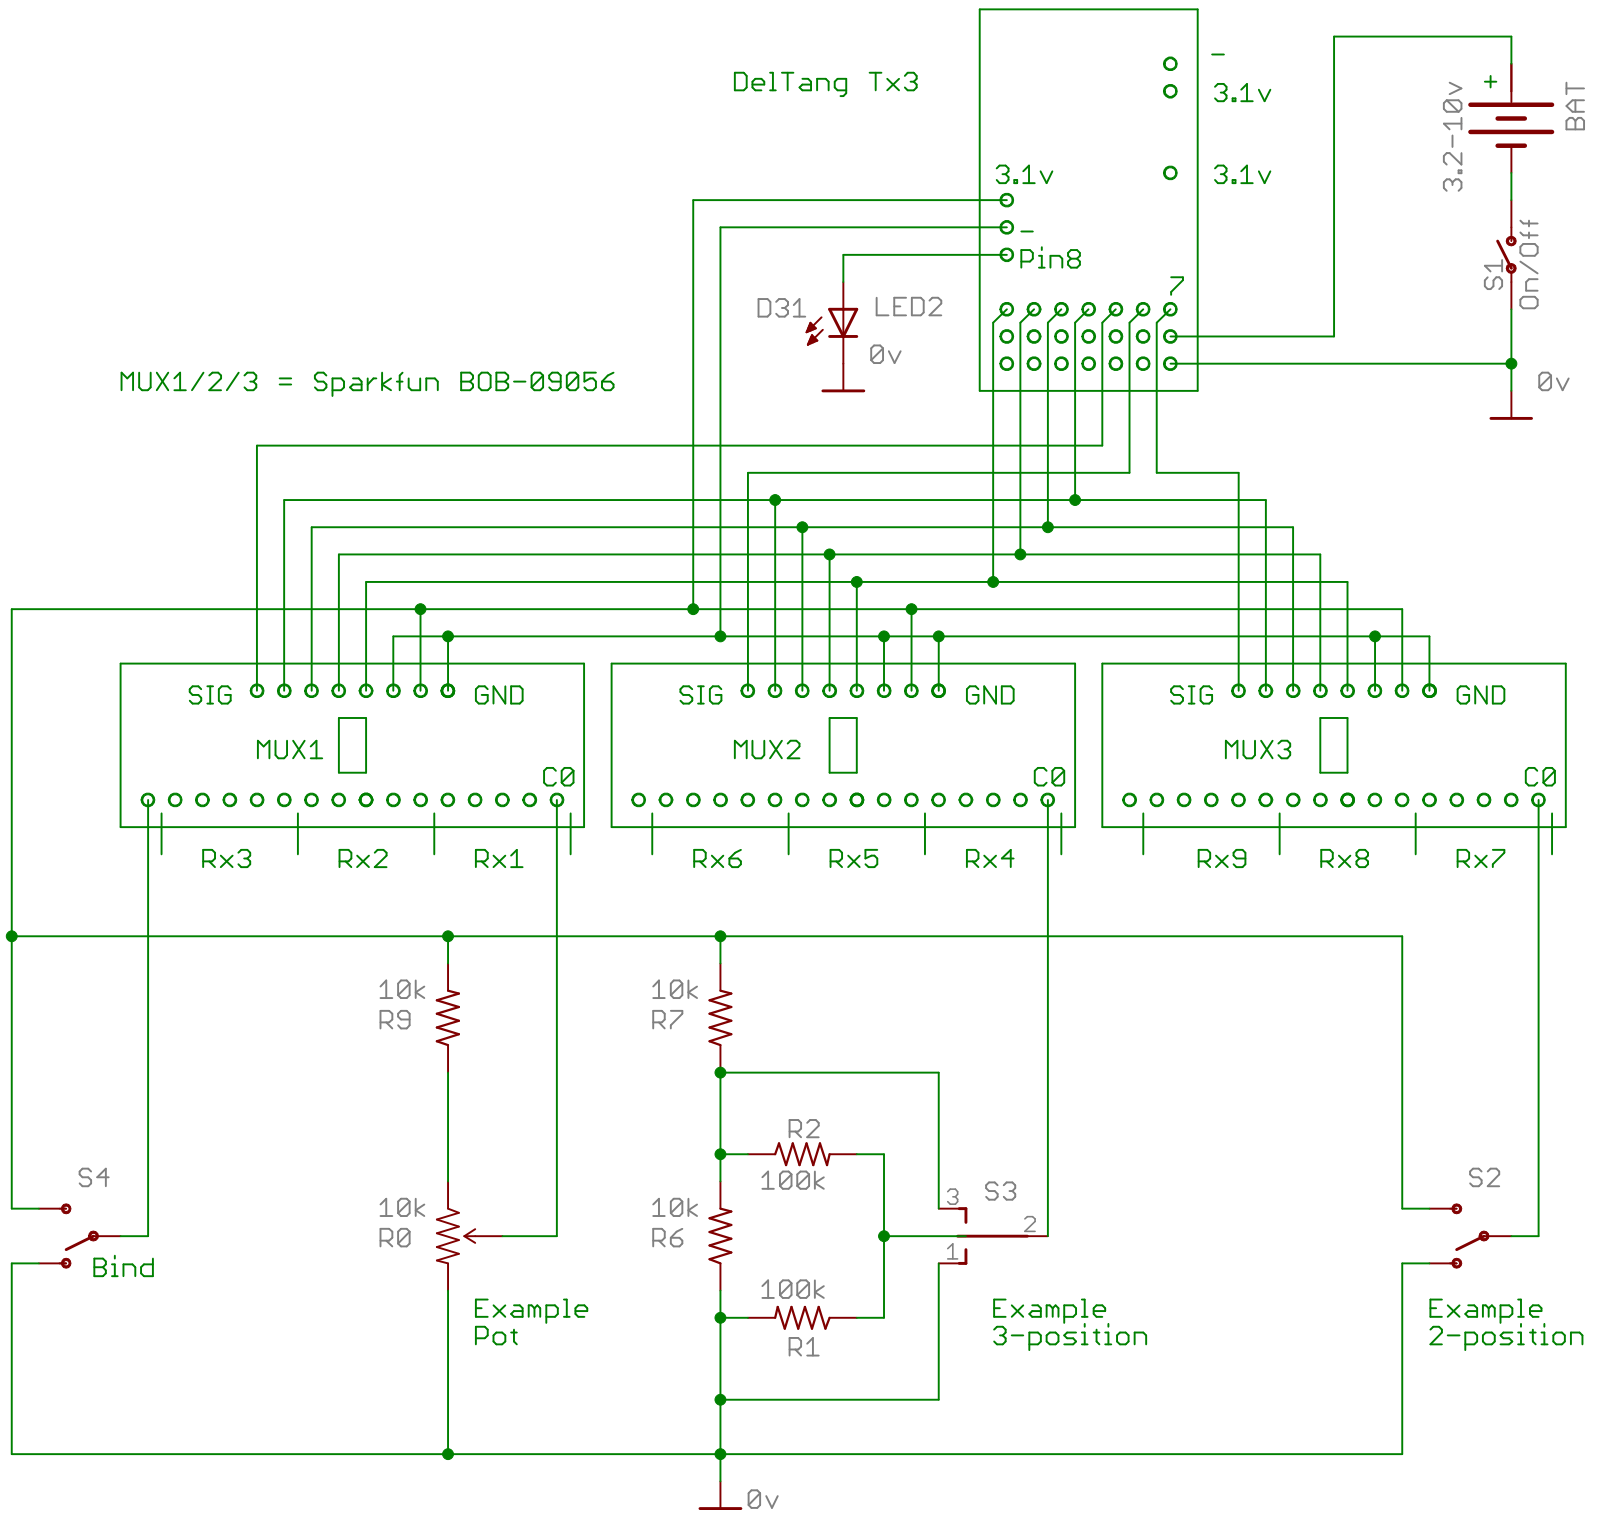 DelTang Tx3
-
3.1v
3.1v
3.1v
-
Pin8
7
+
3.2-10v
BAT
S1
On/Off
0v
D31
LED2
0v
MUX1/2/3 = Sparkfun BOB-09056
SIG
GND
MUX1
C0
Rx3
Rx2
Rx1
SIG
GND
MUX2
C0
Rx6
Rx5
Rx4
SIG
GND
MUX3
C0
Rx9
Rx8
Rx7
10k
R9
10k
R7
S4
Bind
10k
R0
Example
Pot
10k
R6
R2
100k
100k
R1
3
S3
2
1
Example
3-position
S2
Example
2-position
0v